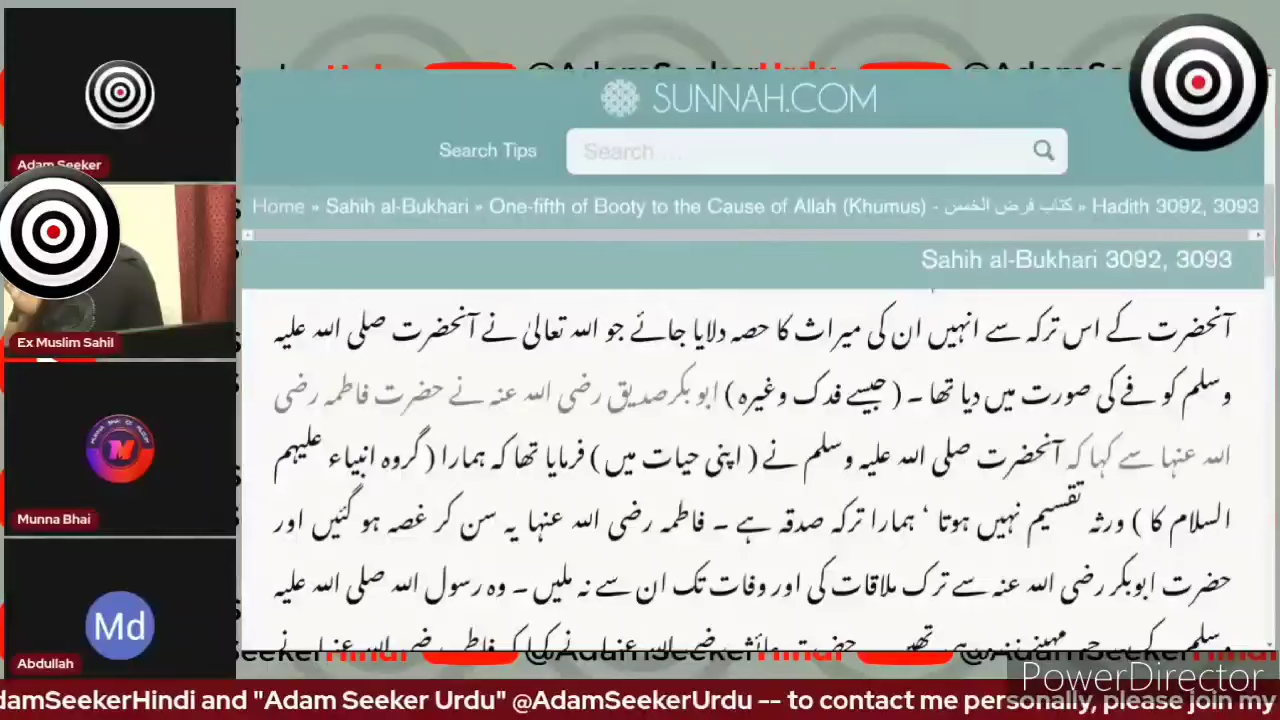 @AdamSeekerUrdu
SUNNAH.COM
Search Tips
Search ...
Home » Sahih al-Bukhari » One-fifth of Booty to the Cause of Allah (Khumus) - كتاب فرض الخمس » Hadith 3092, 3093
Sahih al-Bukhari 3092, 3093
آنحضرت کے اس ترکہ سے انہیں ان کی میراث کا حصہ دلایا جائے جو اللہ تعالیٰ نے آنحضرت صلی اللہ علیہ
وسلم کو فے کی صورت میں دیا تھا ۔ ( جیسے فدک وغیرہ ) ابوبکر صدیق رضی اللہ عنہ نے حضرت فاطمہ رضی
اللہ عنہا سے کہا کہ آنحضرت صلی اللہ علیہ وسلم نے ( اپنی حیات میں ) فرمایا تھا کہ ہمارا ( گروہ انبیاء علیہم
السلام کا ) ورثہ تقسیم نہیں ہوتا ‘ ہمارا ترکہ صدقہ ہے ۔ فاطمہ رضی اللہ عنہا یہ سن کر غصہ ہو گئیں اور
حضرت ابوبکر رضی اللہ عنہ سے ترک ملاقات کی اور وفات تک ان سے نہ ملیں ۔ وہ رسول اللہ صلی اللہ علیہ
Adam Seeker
Ex Muslim Sahil
M
Munna Bhai
Md
Abdullah
PowerDirector
damSeekerHindi and "Adam Seeker Urdu" @AdamSeekerUrdu -- to contact me personally, please join my